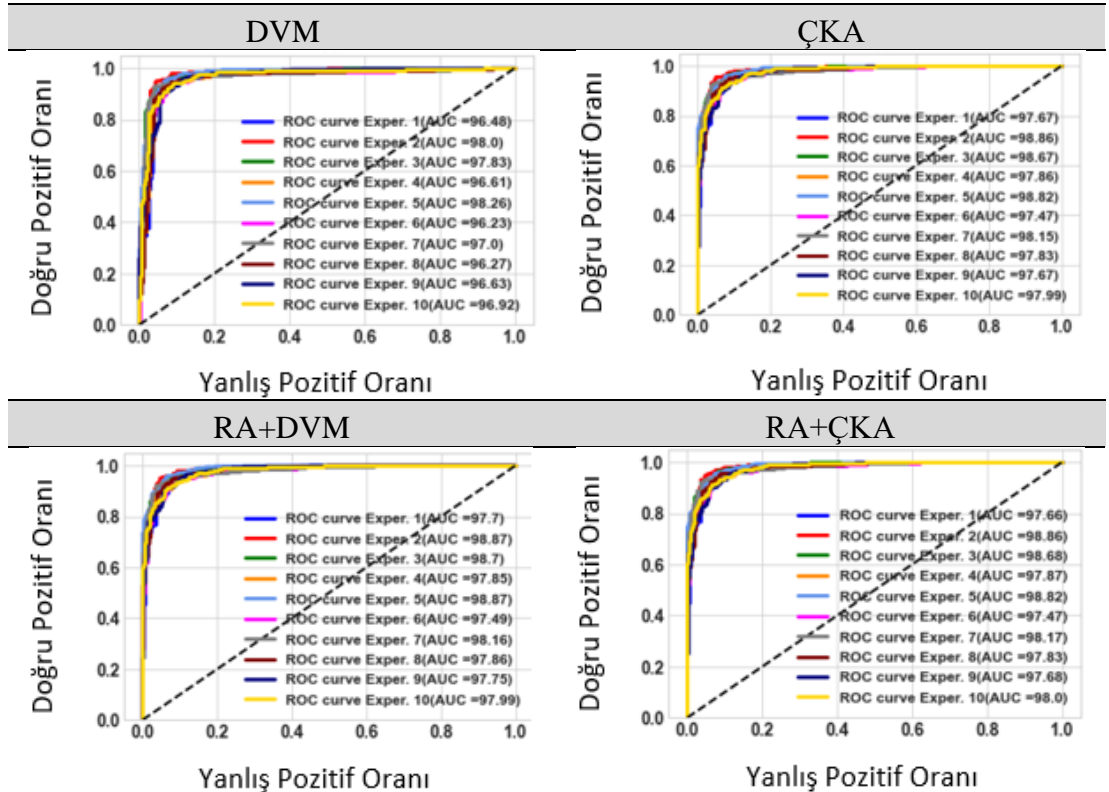 DVM
ÇKA
Doğru Pozitif Oranı
1.0
0.8
0.6
0.4
0.2
0.0
ROC curve Exper. 1(AUC =96.48)
ROC curve Exper. 2(AUC =98.0)
ROC curve Exper. 3(AUC =97.83)
ROC curve Exper. 4(AUC =96.61)
ROC curve Exper. 5(AUC =98.26)
ROC curve Exper. 6(AUC =96.23)
ROC curve Exper. 7(AUC =97.0)
ROC curve Exper. 8(AUC =96.27)
ROC curve Exper. 9(AUC =96.63)
ROC curve Exper. 10(AUC =96.92)
0.0 0.2 0.4 0.6 0.8 1.0
Yanlış Pozitif Oranı
Doğru Pozitif Oranı
1.0
0.8
0.6
0.4
0.2
0.0
ROC curve Exper. 1(AUC =97.67)
ROC curve Exper. 2(AUC =98.86)
ROC curve Exper. 3(AUC =98.67)
ROC curve Exper. 4(AUC =97.86)
ROC curve Exper. 5(AUC =98.82)
ROC curve Exper. 6(AUC =97.47)
ROC curve Exper. 7(AUC =98.15)
ROC curve Exper. 8(AUC =97.83)
ROC curve Exper. 9(AUC =97.67)
ROC curve Exper. 10(AUC =97.99)
0.0 0.2 0.4 0.6 0.8 1.0
Yanlış Pozitif Oranı
RA+DVM
RA+ÇKA
Doğru Pozitif Oranı
1.0
0.8
0.6
0.4
0.2
0.0
ROC curve Exper. 1(AUC =97.7)
ROC curve Exper. 2(AUC =98.87)
ROC curve Exper. 3(AUC =98.7)
ROC curve Exper. 4(AUC =97.85)
ROC curve Exper. 5(AUC =98.87)
ROC curve Exper. 6(AUC =97.49)
ROC curve Exper. 7(AUC =98.16)
ROC curve Exper. 8(AUC =97.86)
ROC curve Exper. 9(AUC =97.75)
ROC curve Exper. 10(AUC =97.99)
0.0 0.2 0.4 0.6 0.8 1.0
Yanlış Pozitif Oranı
Doğru Pozitif Oranı
1.0
0.8
0.6
0.4
0.2
0.0
ROC curve Exper. 1(AUC =97.66)
ROC curve Exper. 2(AUC =98.86)
ROC curve Exper. 3(AUC =98.68)
ROC curve Exper. 4(AUC =97.87)
ROC curve Exper. 5(AUC =98.82)
ROC curve Exper. 6(AUC =97.47)
ROC curve Exper. 7(AUC =98.17)
ROC curve Exper. 8(AUC =97.83)
ROC curve Exper. 9(AUC =97.68)
ROC curve Exper. 10(AUC =98.0)
0.0 0.2 0.4 0.6 0.8 1.0
Yanlış Pozitif Oranı